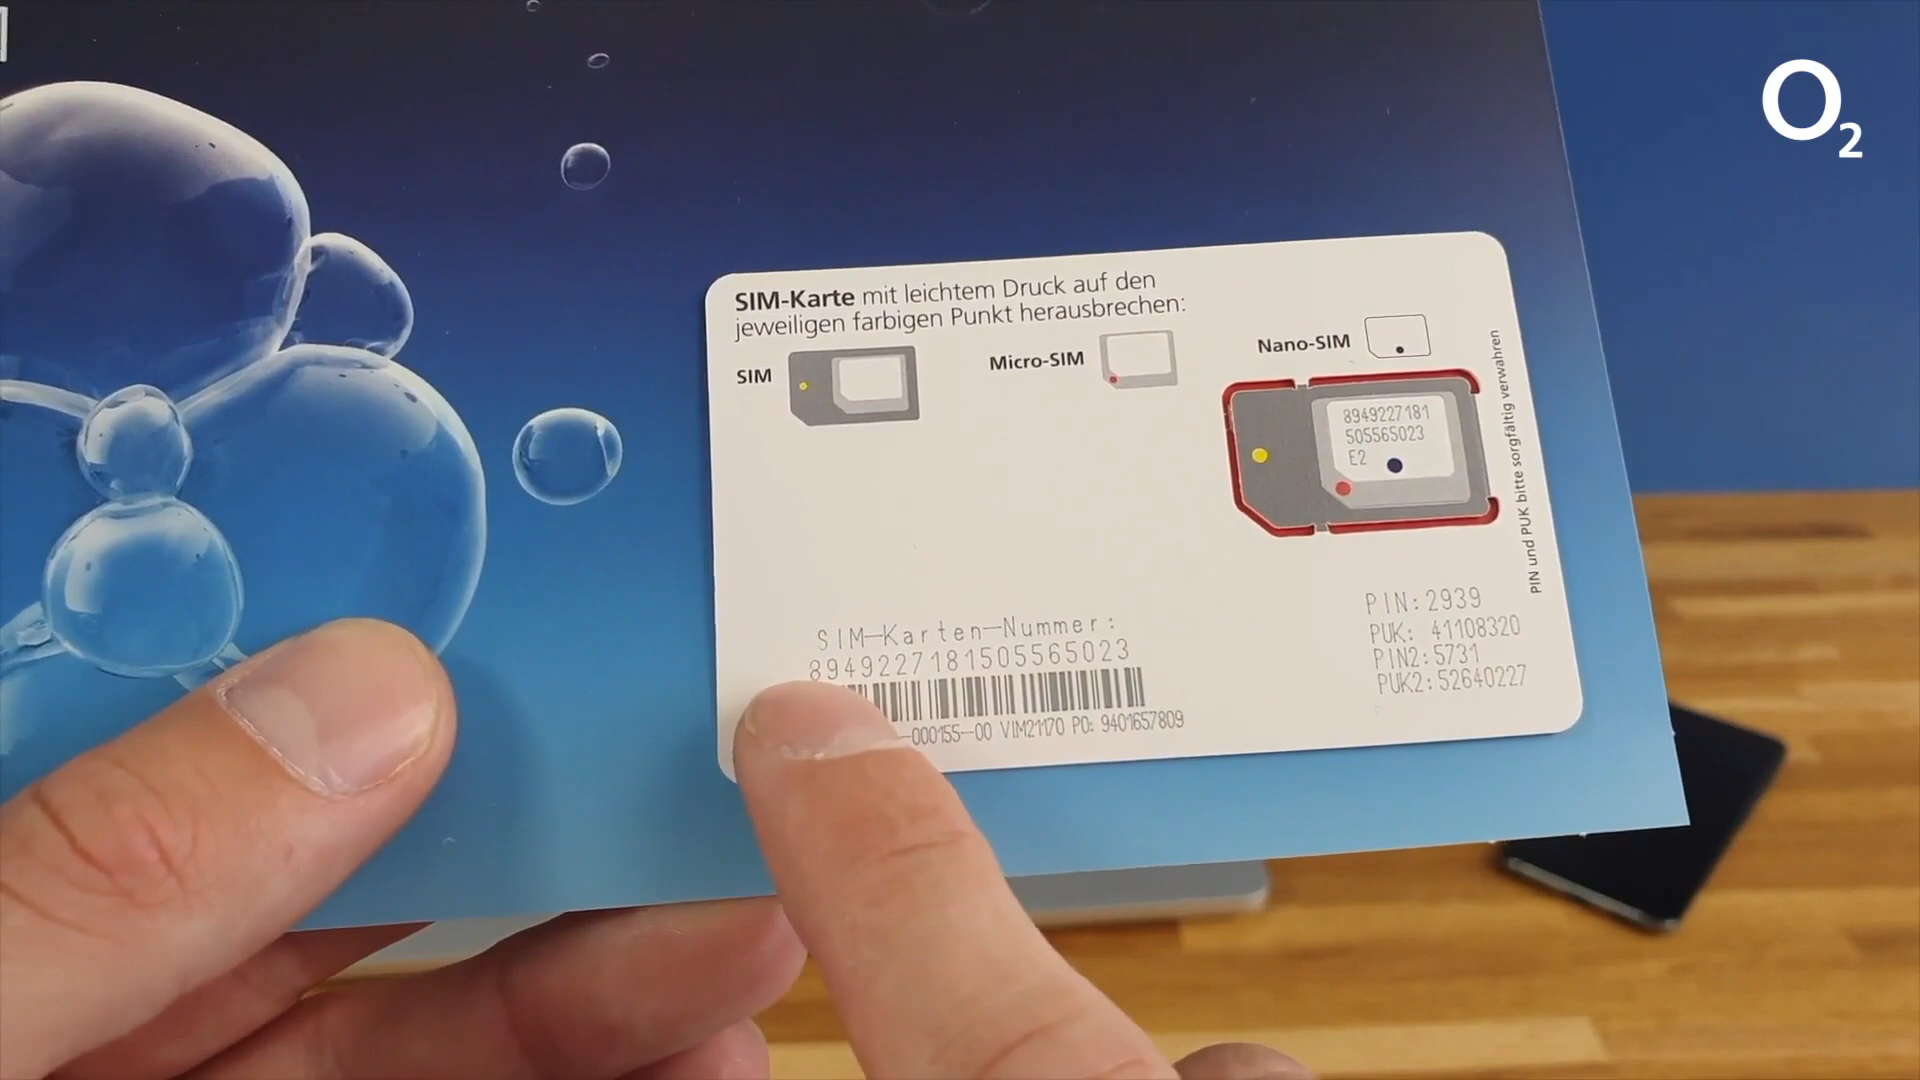 O2
SIM-Karte mit leichtem Druck auf den
jeweiligen farbigen Punkt herausbrechen:
SIM
Micro-SIM
Nano-SIM
8949227181
505565023
E2
PIN und PUK bitte sorgfältig verwahren
SIM-Karten-Nummer:
8949227181505565023
-000155-00 VIM21170 PO: 9401657809
PIN:2939
PUK: 41108320
PIN2:5731
PUK2:52640227